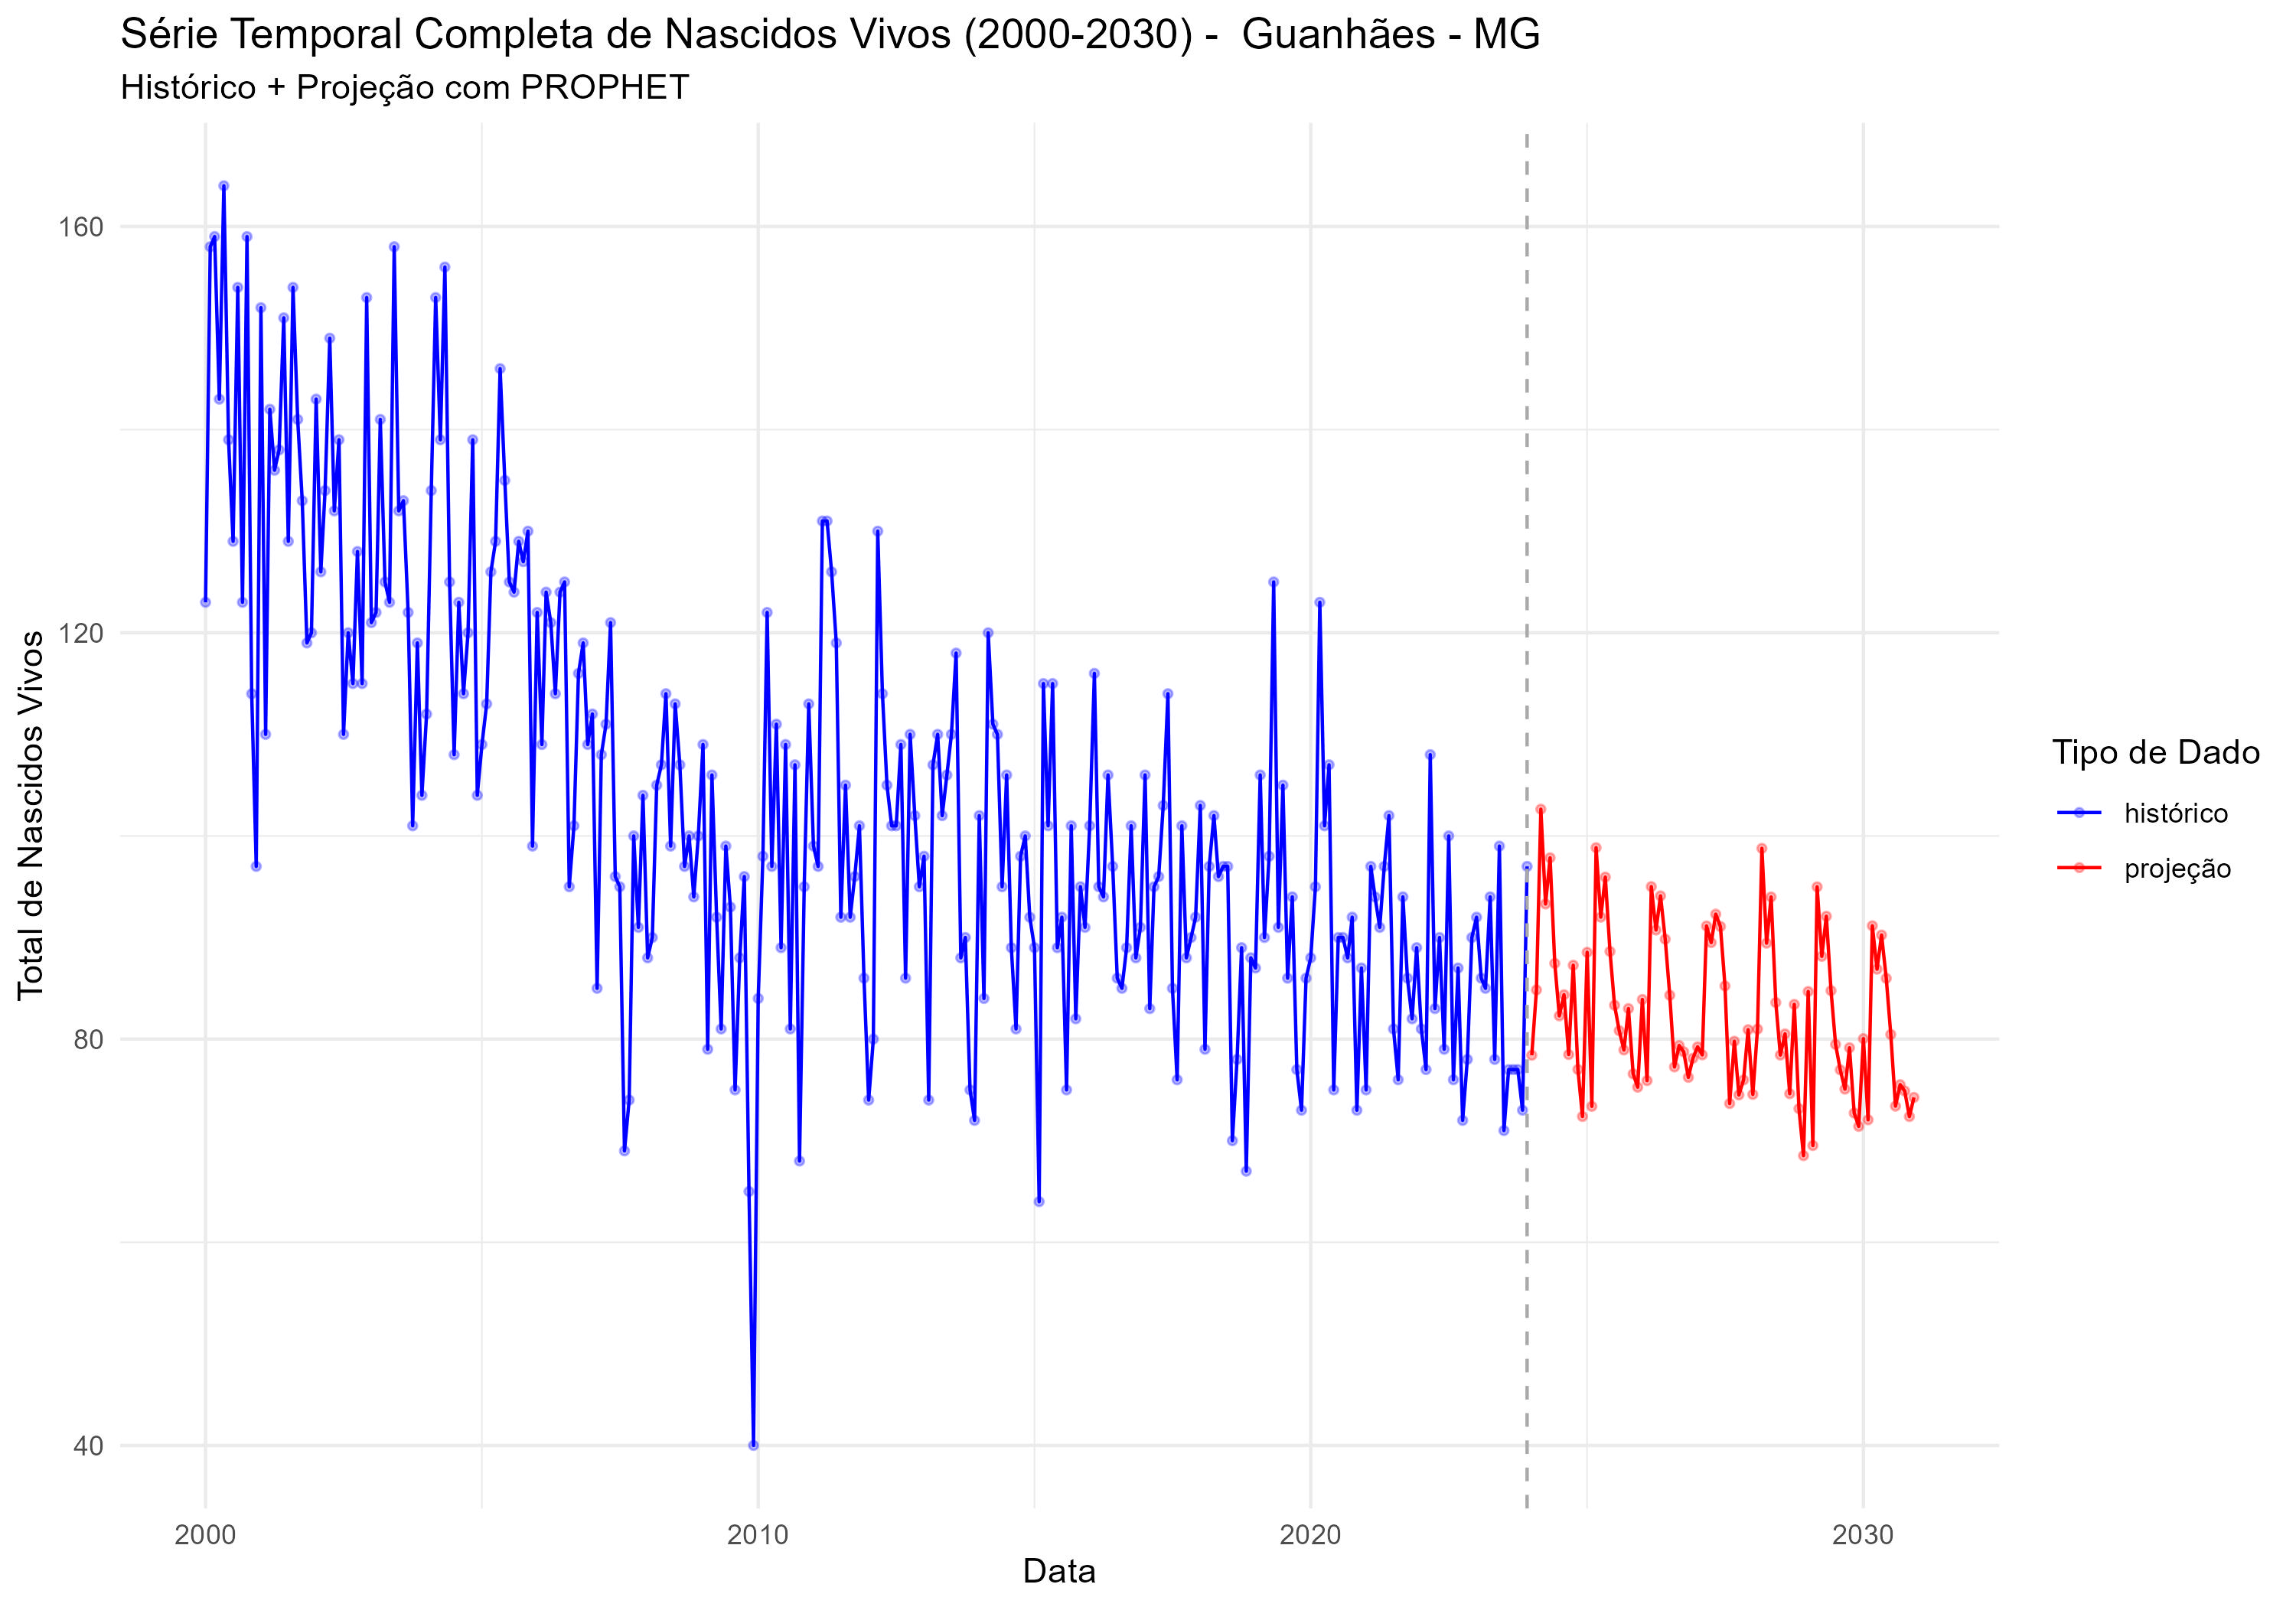 Série Temporal Completa de Nascidos Vivos (2000-2030) -  Guanhães - MG
Histórico + Projeção com PROPHET
Total de Nascidos Vivos
160
120
80
40
2000
2010
2020
2030
Data
Tipo de Dado
histórico
projeção